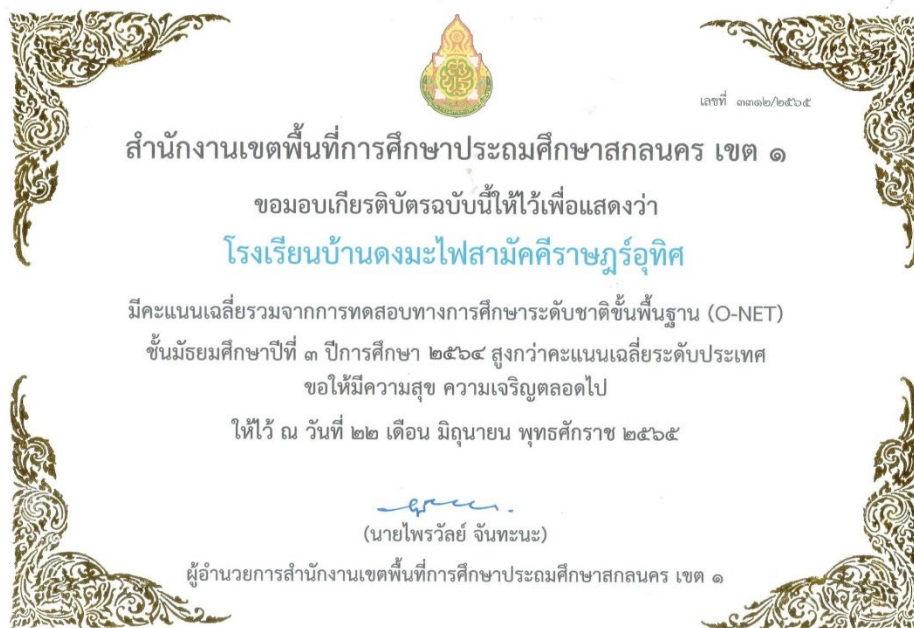 เลขที่ ๓๓๑๒/๒๕๖๕
สำนักงานเขตพื้นที่การศึกษาประถมศึกษาสกลนคร เขต ๑
ขอมอบเกียรติบัตรฉบับนี้ให้ไว้เพื่อแสดงว่า
โรงเรียนบ้านดงมะไฟสามัคคีราษฎร์อุทิศ
มีคะแนนเฉลี่ยรวมจากการทดสอบทางการศึกษาระดับชาติขั้นพื้นฐาน (O-NET)
ชั้นมัธยมศึกษาปีที่ ๓ ปีการศึกษา ๒๕๖๔ สูงกว่าคะแนนเฉลี่ยระดับประเทศ
ขอให้มีความสุข ความเจริญตลอดไป
ให้ไว้ ณ วันที่ ๒๒ เดือน มิถุนายน พุทธศักราช ๒๕๖๕
(นายไพรวัลย์ จันทะนะ)
ผู้อำนวยการสำนักงานเขตพื้นที่การศึกษาประถมศึกษาสกลนคร เขต ๑